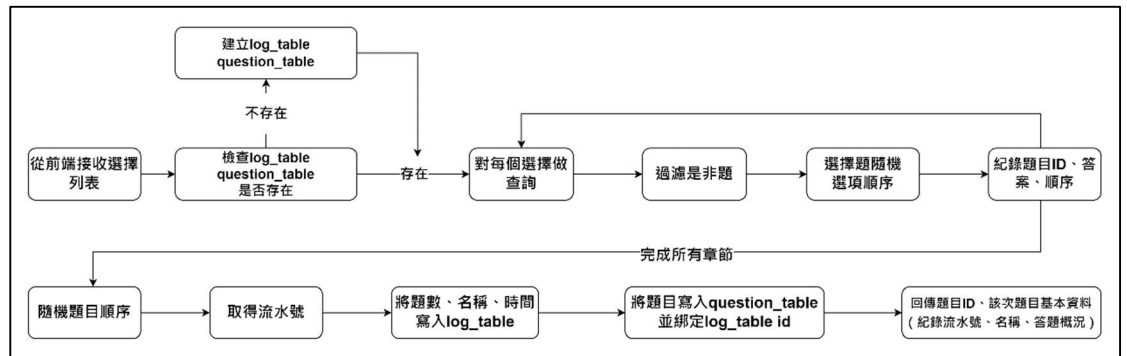 建立log_table
question_table
不存在
從前端接收選擇
列表
檢查log_table
question_table
是否存在
存在
對每個選擇做
查詢
過濾是非題
選擇題隨機
選項順序
紀錄題目ID、答
案、順序
完成所有章節
隨機題目順序
取得流水號
將題數、名稱、時間
寫入log_table
將題目寫入question_table
並綁定log_table id
回傳題目ID、該次題目基本資料
(紀錄流水號、名稱、答題概況)